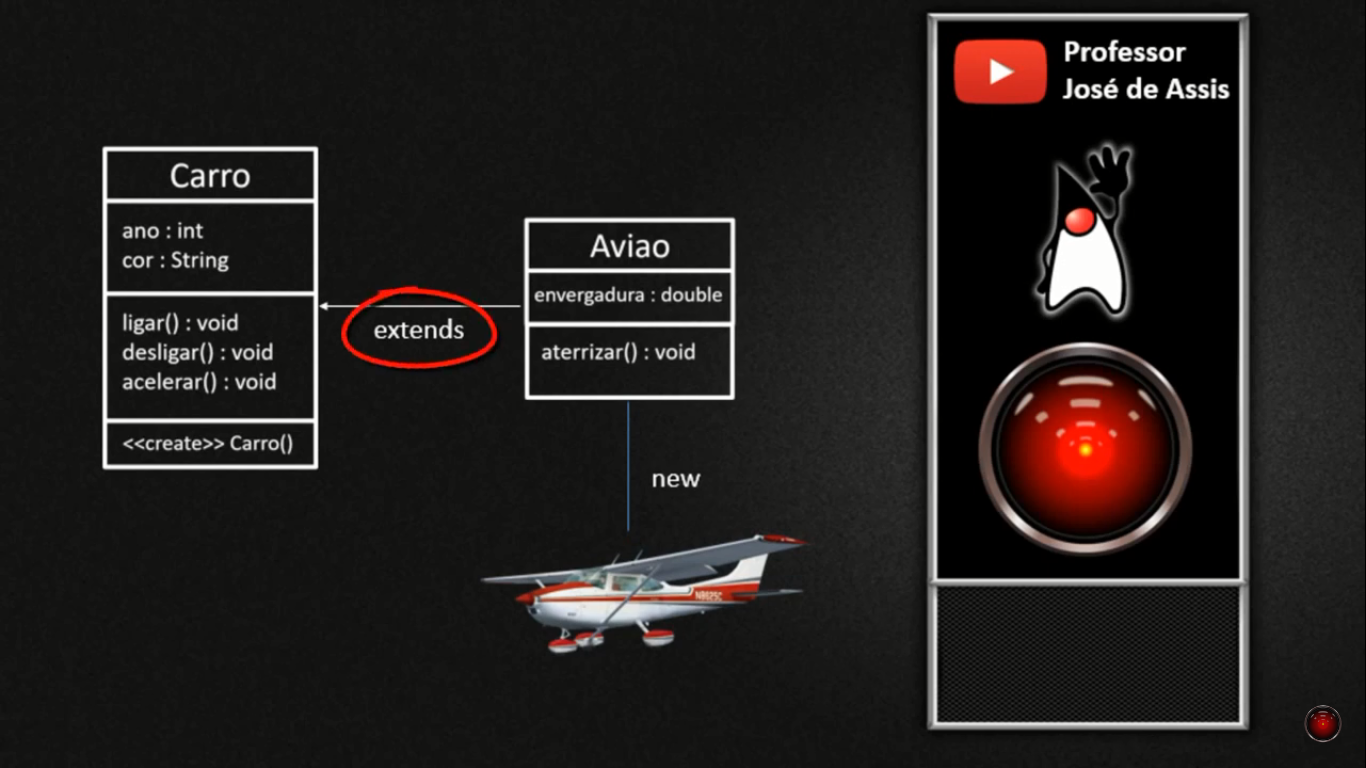 Professor
José de Assis
Carro
ano : int
cor : String
ligar() : void
desligar() : void
acelerar() : void
<<create>> Carro()
extends
Aviao
envergadura : double
aterrizar() : void
new
N8625C